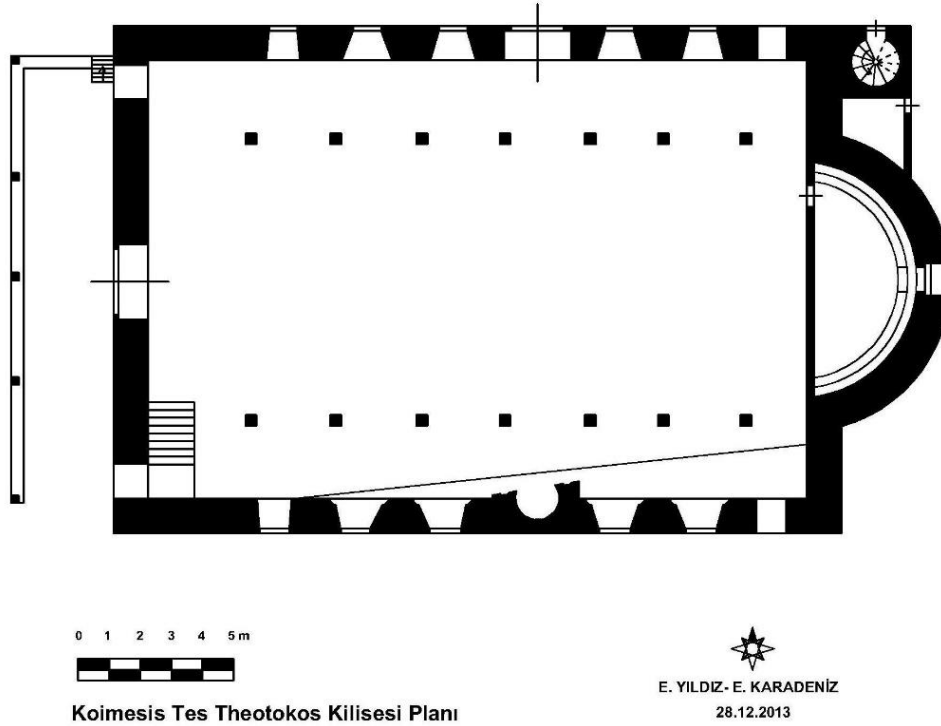 0 1 2 3 4 5 m
Koimesis Tes Theotokos Kilisesi Planı
E. YILDIZ- E. KARADENİZ
28.12.2013